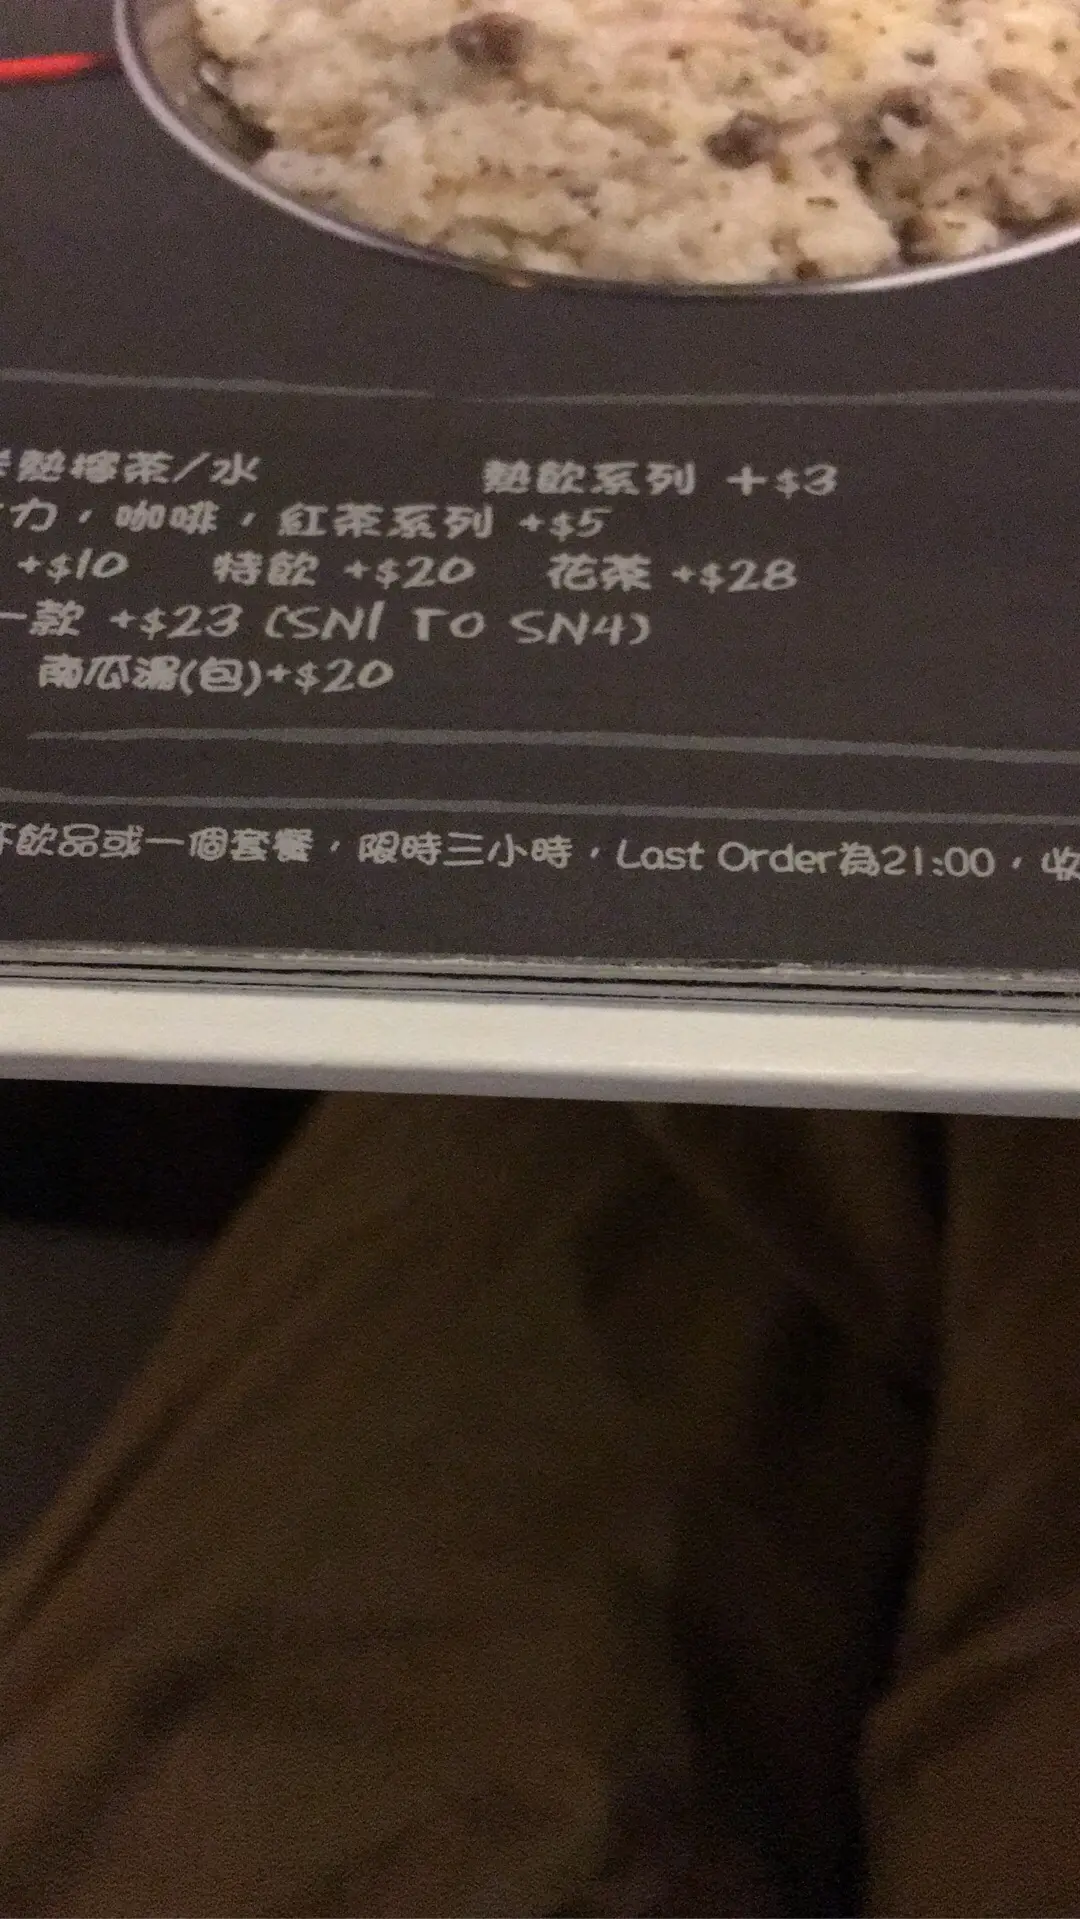 熱檸茶/水 熱飲系列 +$3
力，咖啡，紅茶系列 +$5
+$10 特飲 +$20 花茶 +$28
一款 +$23 (SN1 TO SN4)
南瓜湯(包)+$20
飲品或一個套餐，限時三小時，Last Order為21:00，收